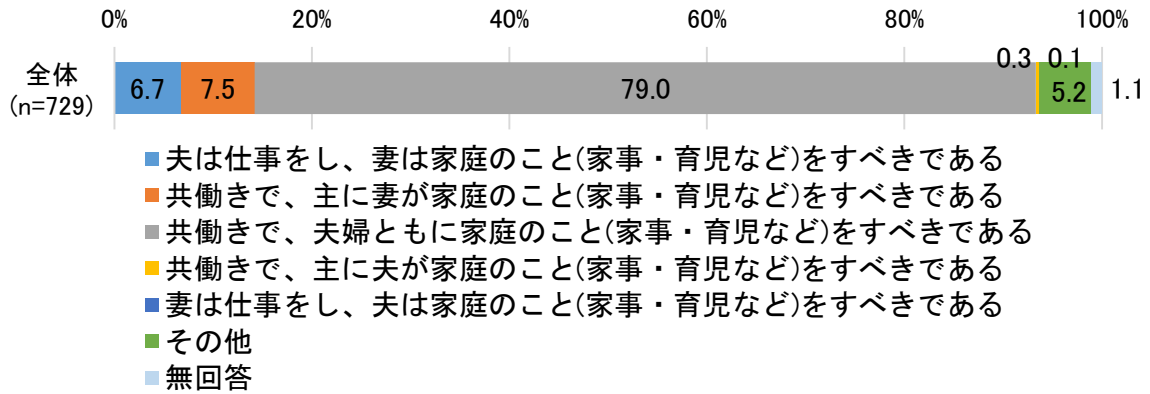 0% 20% 40% 60% 80% 100%
0.3 0.1
全体 6.7 7.5 79.0 5.2 1.1
(n=729)
夫は仕事をし、妻は家庭のこと(家事・育児など)をすべきである
共働きで、主に妻が家庭のこと(家事・育児など)をすべきである
共働きで、夫婦ともに家庭のこと(家事・育児など)をすべきである
共働きで、主に夫が家庭のこと(家事・育児など)をすべきである
妻は仕事をし、夫は家庭のこと(家事・育児など)をすべきである
その他
無回答